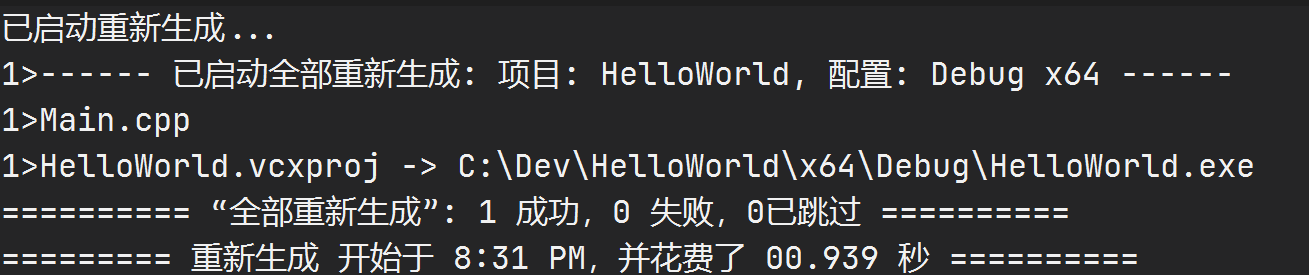 已启动重新生成...
1>------ 已启动全部重新生成: 项目: HelloWorld, 配置: Debug x64 ------
1>Main.cpp
1>HelloWorld.vcxproj -> C:\Dev\HelloWorld\x64\Debug\HelloWorld.exe
========== “全部重新生成”: 1 成功，0 失败，0已跳过 ==========
========= 重新生成 开始于 8:31 PM，并花费了 00.939 秒 ==========